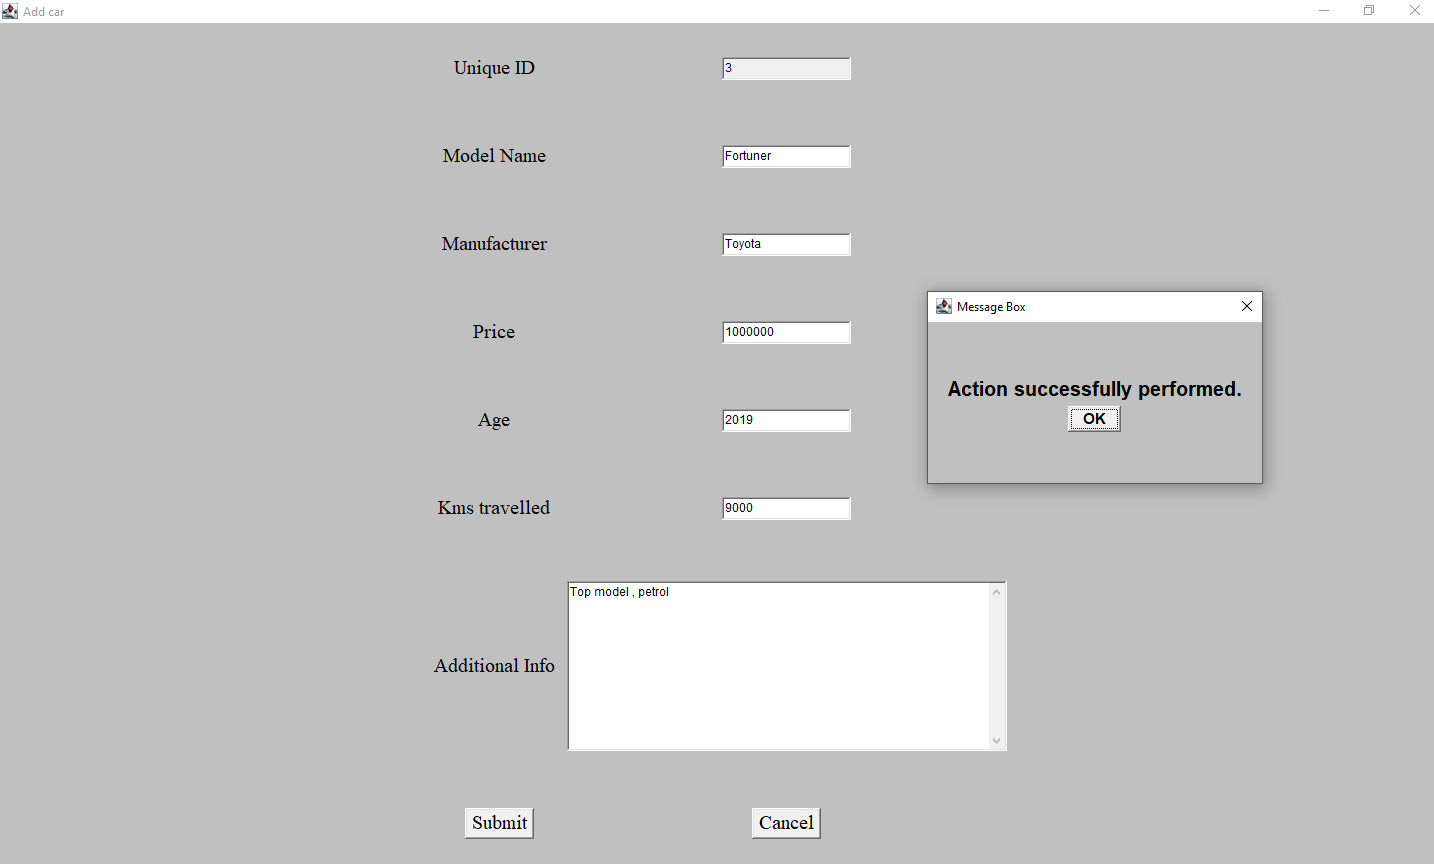 Add car
Unique ID
3
Model Name
Fortuner
Manufacturer
Toyota
Price
1000000
Age
2019
Kms travelled
9000
Additional Info
Top model , petrol
Submit
Cancel
Message Box
Action successfully performed.
OK